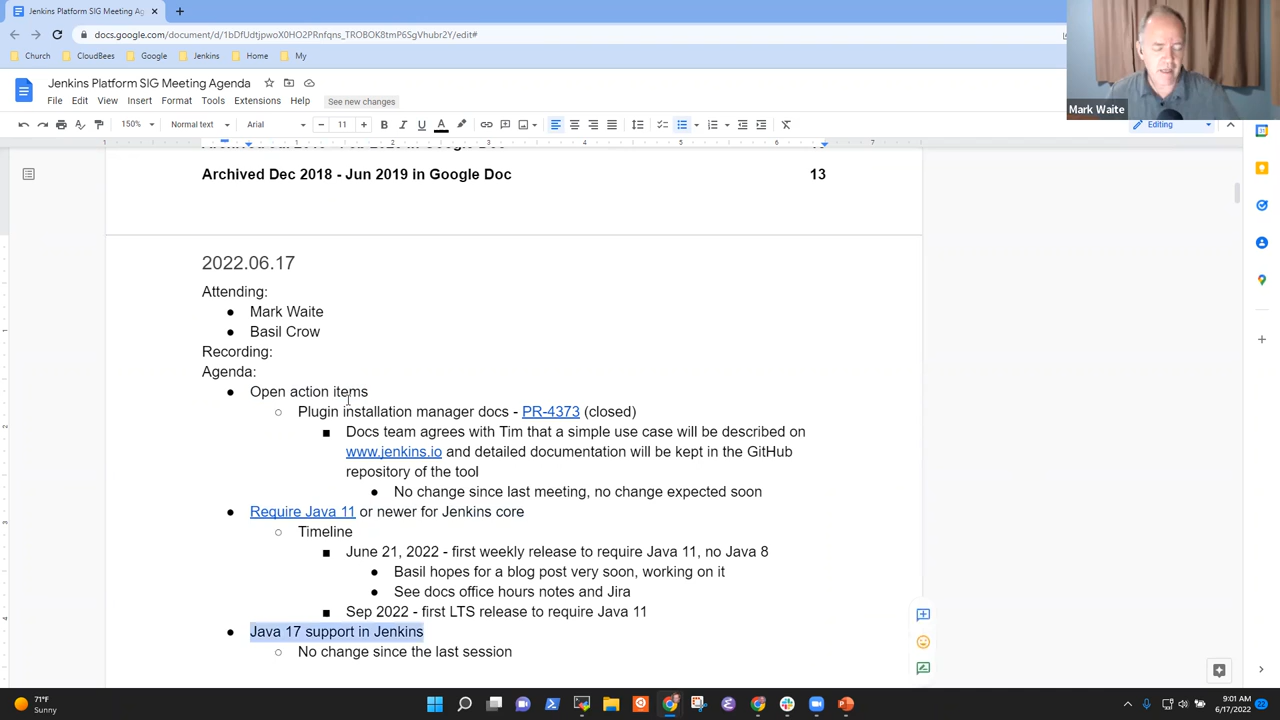 Jenkins Platform SIG Meeting Ag
docs.google.com/document/d/1bDfUdtjpwoX0HO2PRnfqns_TROBOK8tmP6SgVhubr2Y/edit#
Church CloudBees Google Jenkins Home My
Jenkins Platform SIG Meeting Agenda
File Edit View Insert Format Tools Extensions Help See new changes
Mark Waite
150% Normal text Arial 11 Editing
1 1 2 3 4 5 6 7
Archived Dec 2018 - Jun 2019 in Google Doc 13
2022.06.17
Attending:
● Mark Waite
● Basil Crow
Recording:
Agenda:
● Open action items
○ Plugin installation manager docs - PR-4373 (closed)
■ Docs team agrees with Tim that a simple use case will be described on
www.jenkins.io and detailed documentation will be kept in the GitHub
repository of the tool
● No change since last meeting, no change expected soon
● Require Java 11 or newer for Jenkins core
○ Timeline
■ June 21, 2022 - first weekly release to require Java 11, no Java 8
● Basil hopes for a blog post very soon, working on it
● See docs office hours notes and Jira
■ Sep 2022 - first LTS release to require Java 11
● Java 17 support in Jenkins
○ No change since the last session
71°F
Sunny
9:01 AM
6/17/2022